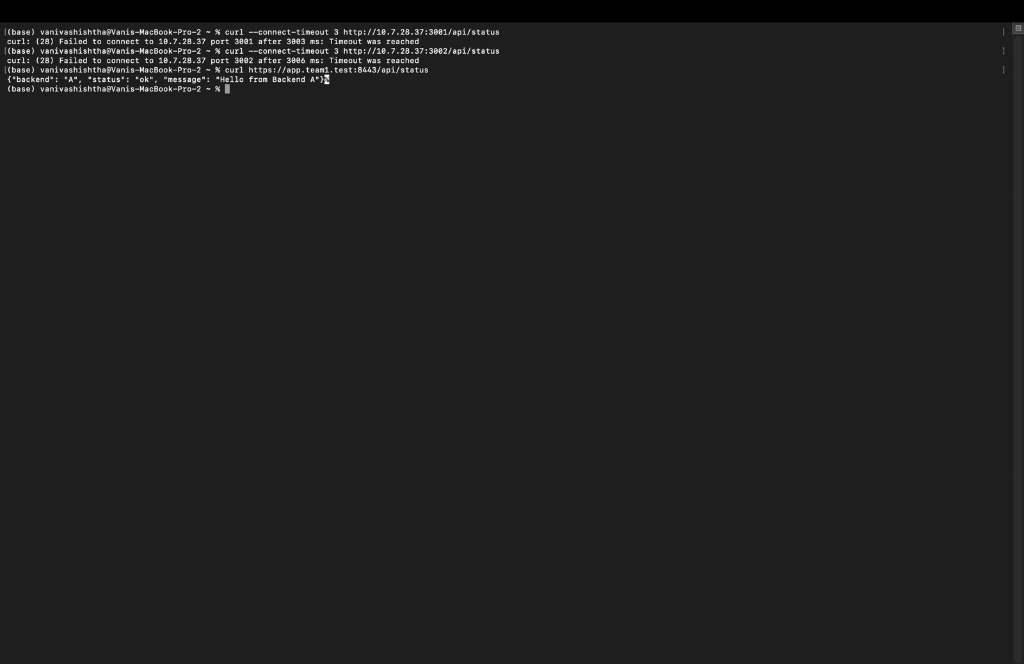 (base) vanivashishtha@Vanis-MacBook-Pro-2 ~ % curl --connect-timeout 3 http://10.7.28.37:3001/api/status
curl: (28) Failed to connect to 10.7.28.37 port 3001 after 3003 ms: Timeout was reached
(base) vanivashishtha@Vanis-MacBook-Pro-2 ~ % curl --connect-timeout 3 http://10.7.28.37:3002/api/status
curl: (28) Failed to connect to 10.7.28.37 port 3002 after 3006 ms: Timeout was reached
(base) vanivashishtha@Vanis-MacBook-Pro-2 ~ % curl https://app.team1.test:8443/api/status
{"backend": "A", "status": "ok", "message": "Hello from Backend A"}%
(base) vanivashishtha@Vanis-MacBook-Pro-2 ~ %